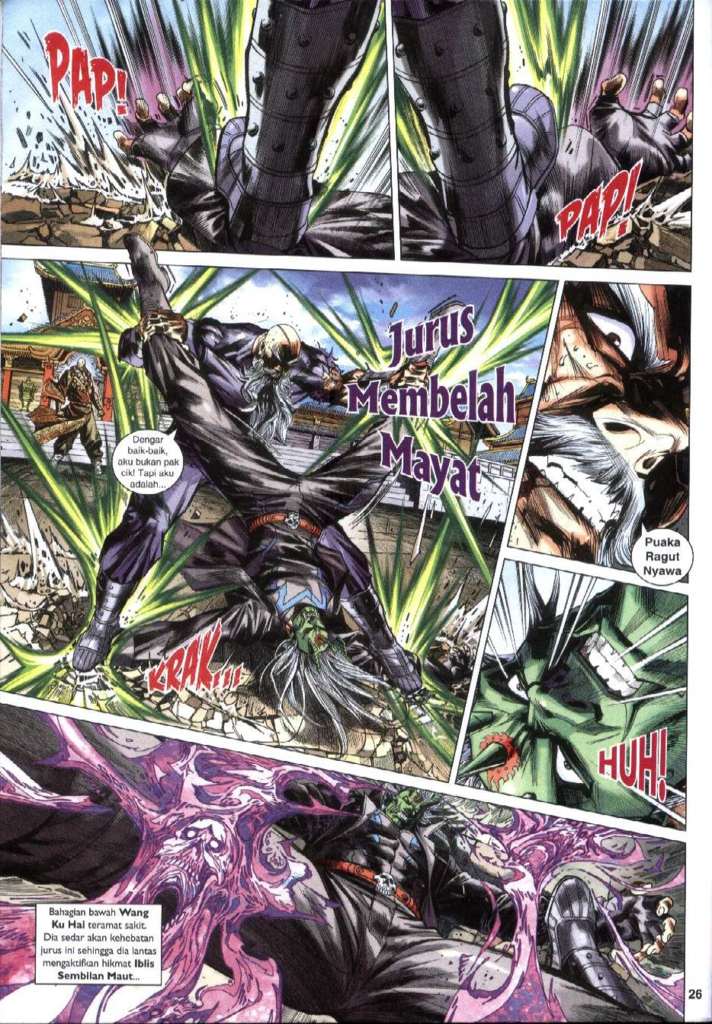 PAP!
PAP!
Jurus
Membelah
Mayat
Dengar
baik-baik,
aku bukan pak
cik! Tapi aku
adalah...
Puaka
Ragut
Nyawa
KRAK...
HUH!
Bahagian bawah Wang
Ku Hal teramat sakit.
Dia sedar akan kehebatan
jurus ini sehingga dia lantas
mengaktifkan hikmat Iblis
Sembilan Maut...
26